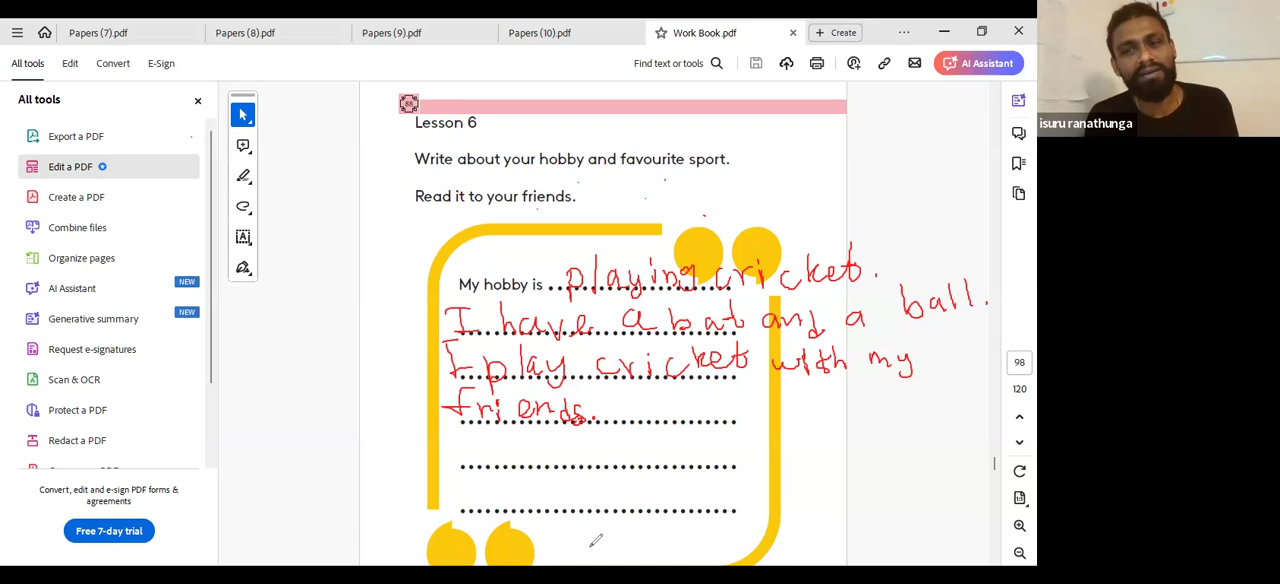 Papers (7).pdf
Papers (8).pdf
Papers (9).pdf
Papers (10).pdf
Work Book.pdf
Create
All tools
Edit
Convert
E-Sign
Find text or tools
AI Assistant
isuru ranathunga
All tools
Export a PDF
Edit a PDF
Create a PDF
Combine files
Organize pages
AI Assistant
NEW
Generative summary
NEW
Request e-signatures
Scan & OCR
Protect a PDF
Redact a PDF
Convert, edit and e-sign PDF forms &
agreements
Free 7-day trial
88
Lesson 6
Write about your hobby and favourite sport.
Read it to your friends.
My hobby is playing cricket.
I have a bat and a ball.
I play cricket with my
friends.
98
120